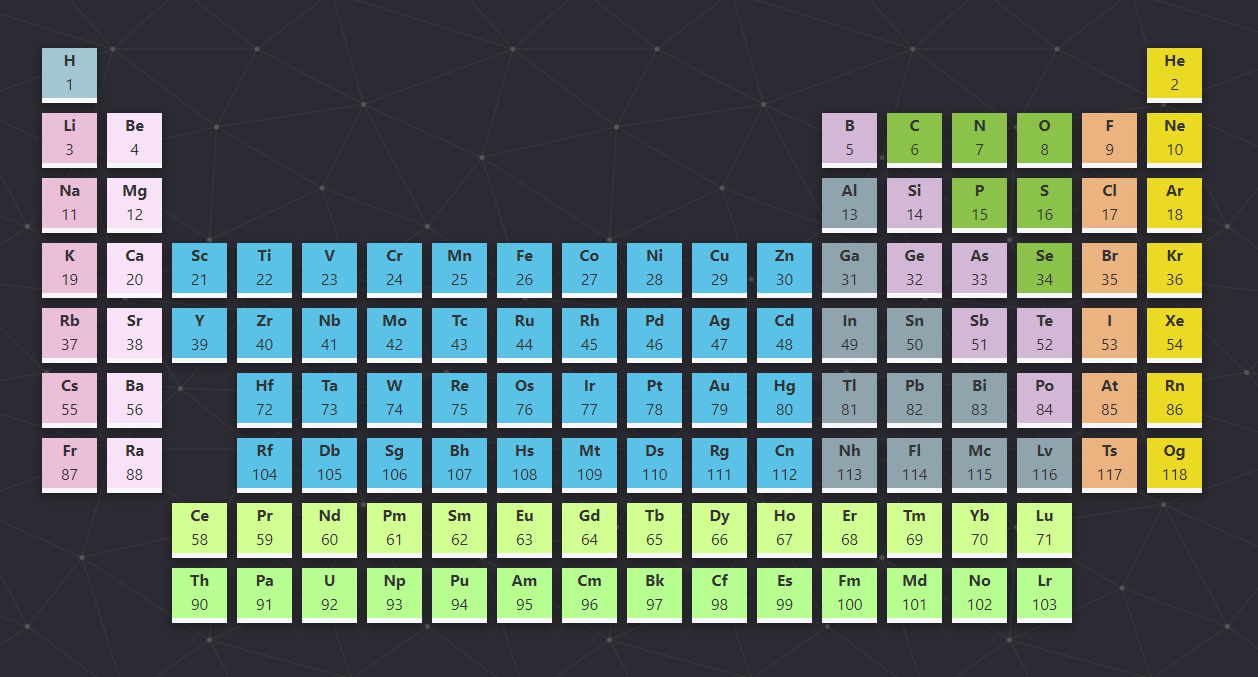 H He
1 2
Li Be B C N O F Ne
3 4 5 6 7 8 9 10
Na Mg Al Si P S Cl Ar
11 12 13 14 15 16 17 18
K Ca Sc Ti V Cr Mn Fe Co Ni Cu Zn Ga Ge As Se Br Kr
19 20 21 22 23 24 25 26 27 28 29 30 31 32 33 34 35 36
Rb Sr Y Zr Nb Mo Tc Ru Rh Pd Ag Cd In Sn Sb Te I Xe
37 38 39 40 41 42 43 44 45 46 47 48 49 50 51 52 53 54
Cs Ba Hf Ta W Re Os Ir Pt Au Hg Tl Pb Bi Po At Rn
55 56 72 73 74 75 76 77 78 79 80 81 82 83 84 85 86
Fr Ra Rf Db Sg Bh Hs Mt Ds Rg Cn Nh Fl Mc Lv Ts Og
87 88 104 105 106 107 108 109 110 111 112 113 114 115 116 117 118
Ce Pr Nd Pm Sm Eu Gd Tb Dy Ho Er Tm Yb Lu
58 59 60 61 62 63 64 65 66 67 68 69 70 71
Th Pa U Np Pu Am Cm Bk Cf Es Fm Md No Lr
90 91 92 93 94 95 96 97 98 99 100 101 102 103